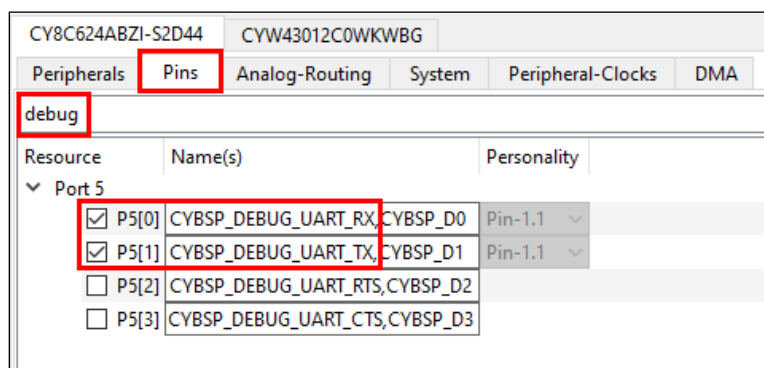 CY8C624ABZI-S2D44 CYW43012C0WKWBG
Peripherals Pins Analog-Routing System Peripheral-Clocks DMA
debug
Resource Name(s) Personality
Port 5
P5[0] CYBSP_DEBUG_UART_RX,CYBSP_D0 Pin-1.1
P5[1] CYBSP_DEBUG_UART_TX,CYBSP_D1 Pin-1.1
P5[2] CYBSP_DEBUG_UART_RTS,CYBSP_D2
P5[3] CYBSP_DEBUG_UART_CTS,CYBSP_D3